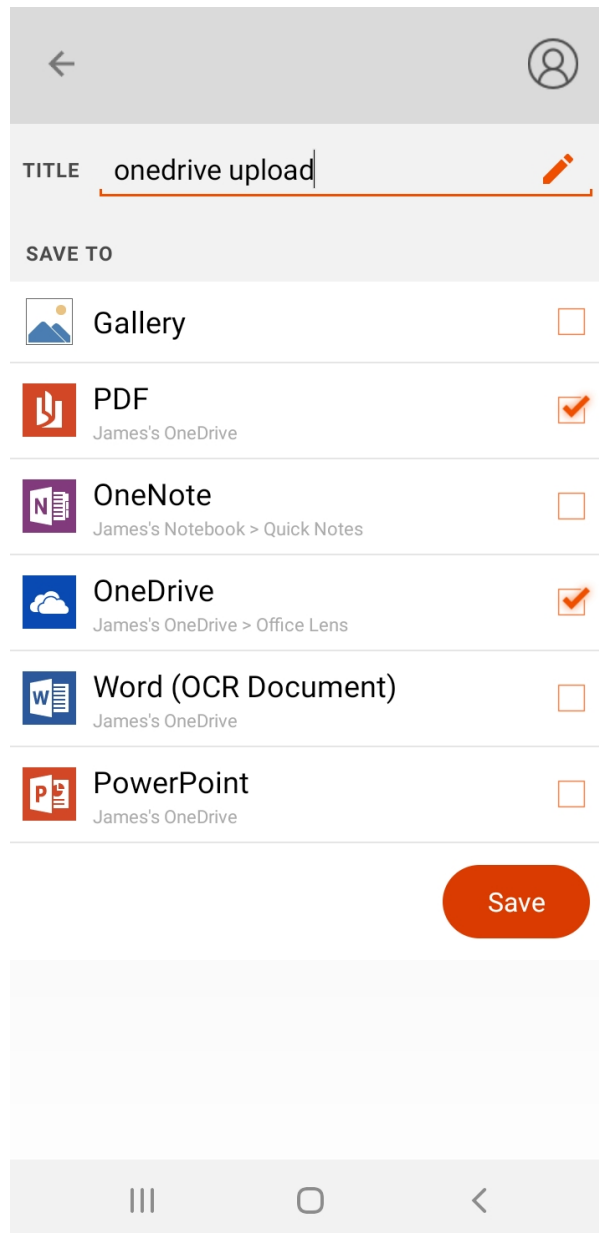 TITLE onedrive upload
SAVE TO
Gallery
PDF
James's OneDrive
OneNote
James's Notebook > Quick Notes
OneDrive
James's OneDrive > Office Lens
Word (OCR Document)
James's OneDrive
PowerPoint
James's OneDrive
Save